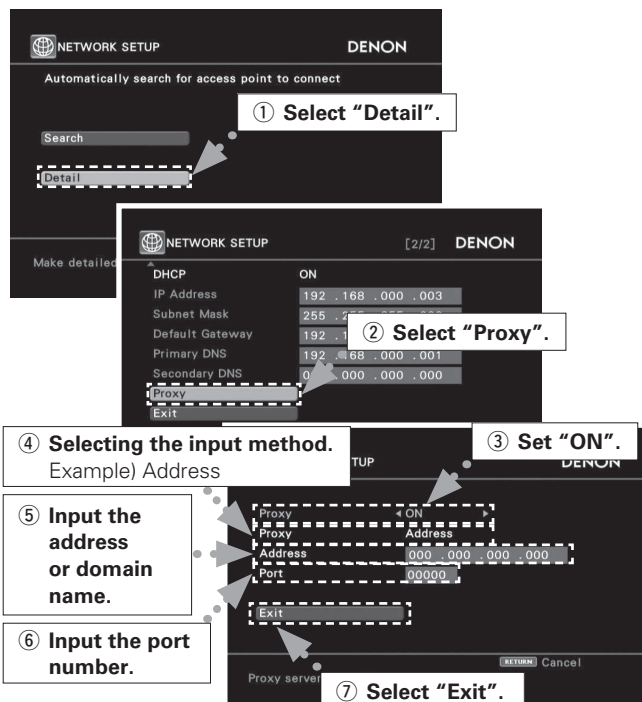 NETWORK SETUP DENON
Automatically search for access point to connect
① Select “Detail”.
Search
Detail
Make detailed
NETWORK SETUP [2/2] DENON
DHCP ON
IP Address 192 .168 .000 .003
Subnet Mask 255 .
Default Gateway 192 .1
② Select “Proxy”.
Primary DNS 192 .168 .000 .001
Secondary DNS .000 .000 .000
Proxy
Exit
④ Selecting the input method.
Example) Address
③ Set “ON”.
TUP DENON
Proxy ON
Proxy Address
⑤ Input the
address
or domain
name.
Address 000 .000 .000 .000
Port 00000
Exit
⑥ Input the port
number.
RETURN Cancel
Proxy server
⑦ Select “Exit”.